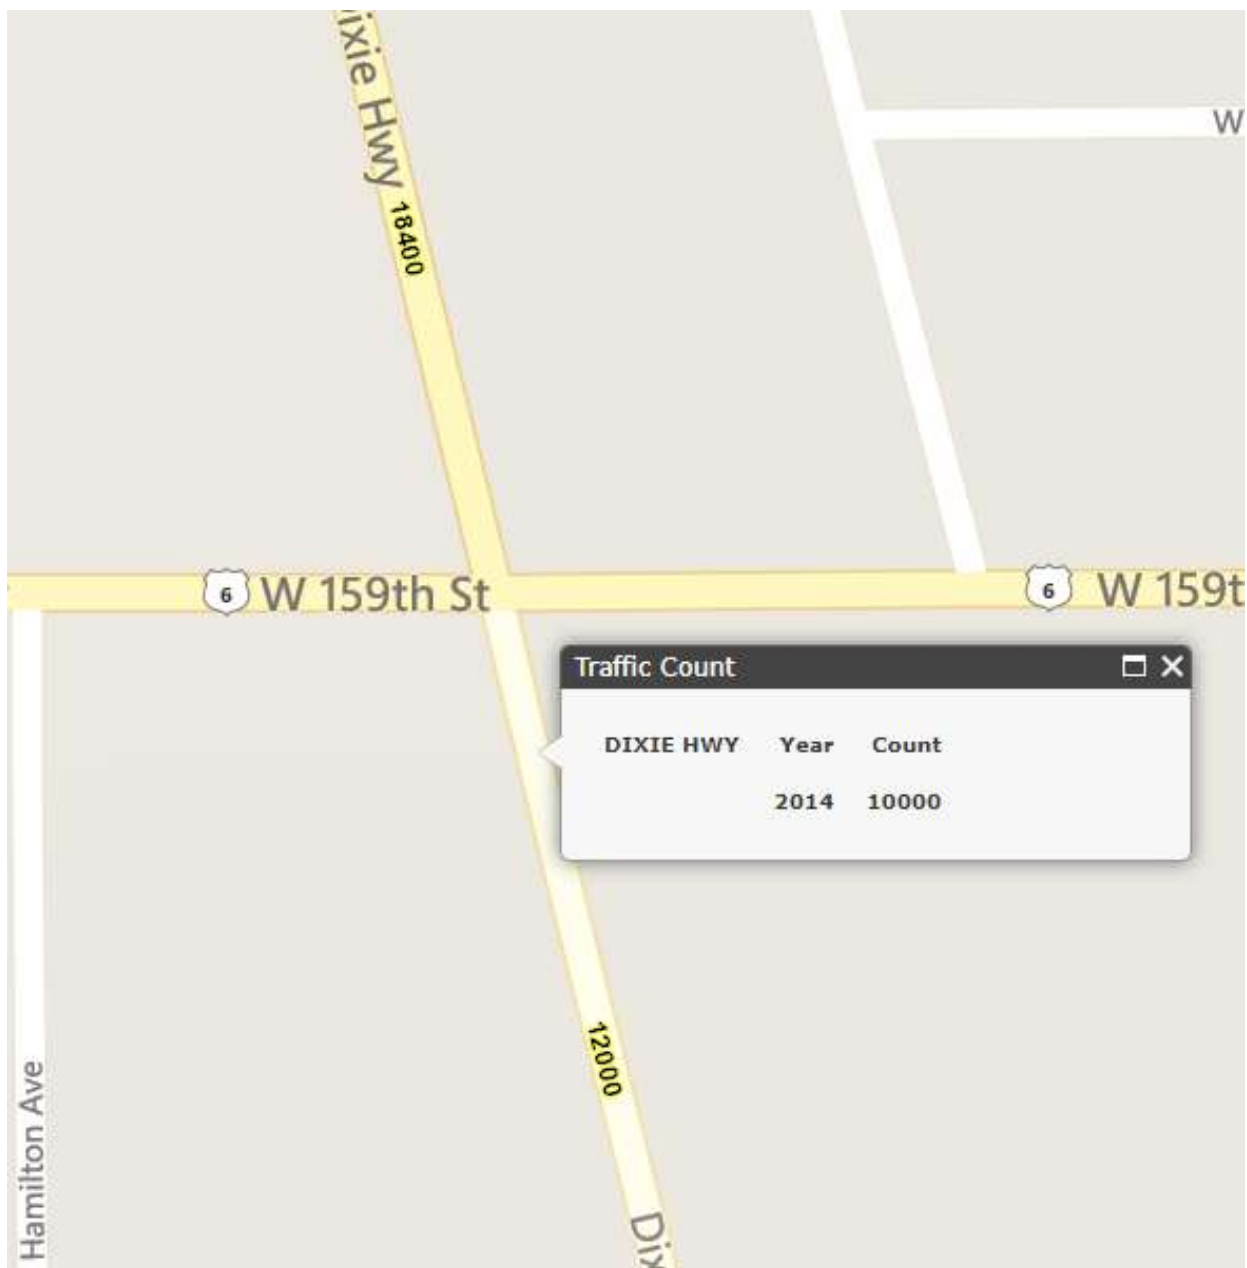 Dixie Hwy
18400
W
6
W 159th St
6
W 159t
Traffic Count
DIXIE HWY Year Count
2014 10000
12000
Hamilton Ave
Dix